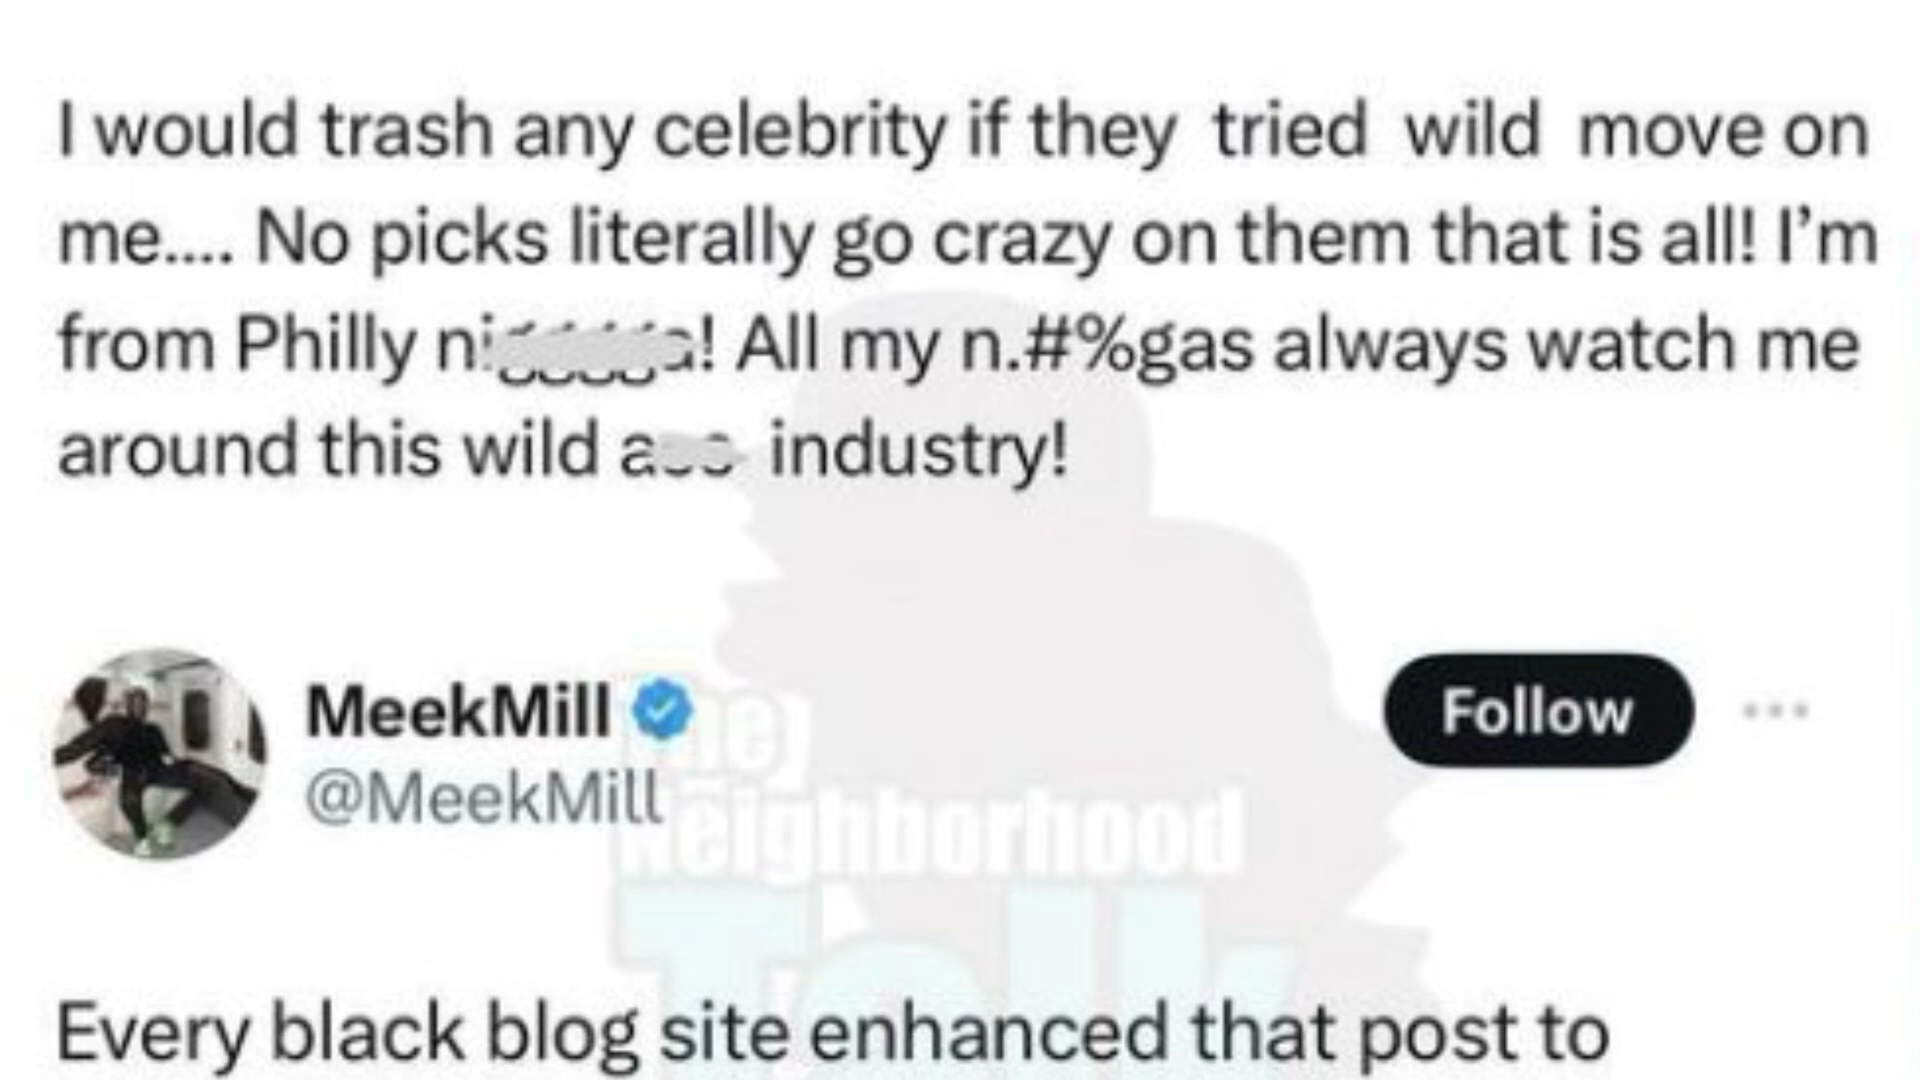 I would trash any celebrity if they tried wild move on
me.... No picks literally go crazy on them that is all! I'm
from Philly ! All my n.#%gas always watch me
around this wild industry!
MeekMill
@MeekMill
Follow
Neighborhood
Talk
Every black blog site enhanced that post to